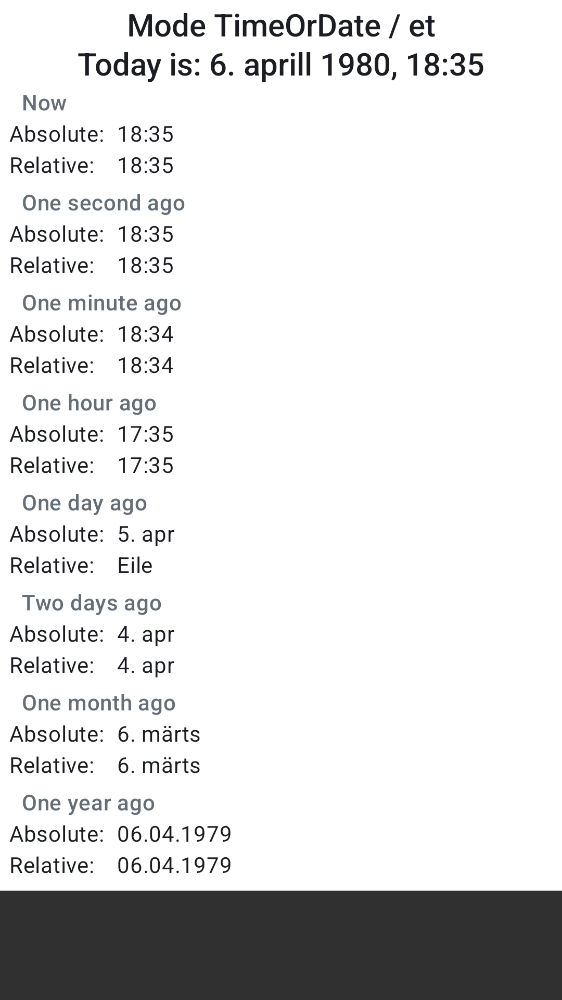 Mode TimeOrDate / et
Today is: 6. aprill 1980, 18:35
Now
Absolute: 18:35
Relative: 18:35
One second ago
Absolute: 18:35
Relative: 18:35
One minute ago
Absolute: 18:34
Relative: 18:34
One hour ago
Absolute: 17:35
Relative: 17:35
One day ago
Absolute: 5. apr
Relative: Eile
Two days ago
Absolute: 4. apr
Relative: 4. apr
One month ago
Absolute: 6. märts
Relative: 6. märts
One year ago
Absolute: 06.04.1979
Relative: 06.04.1979